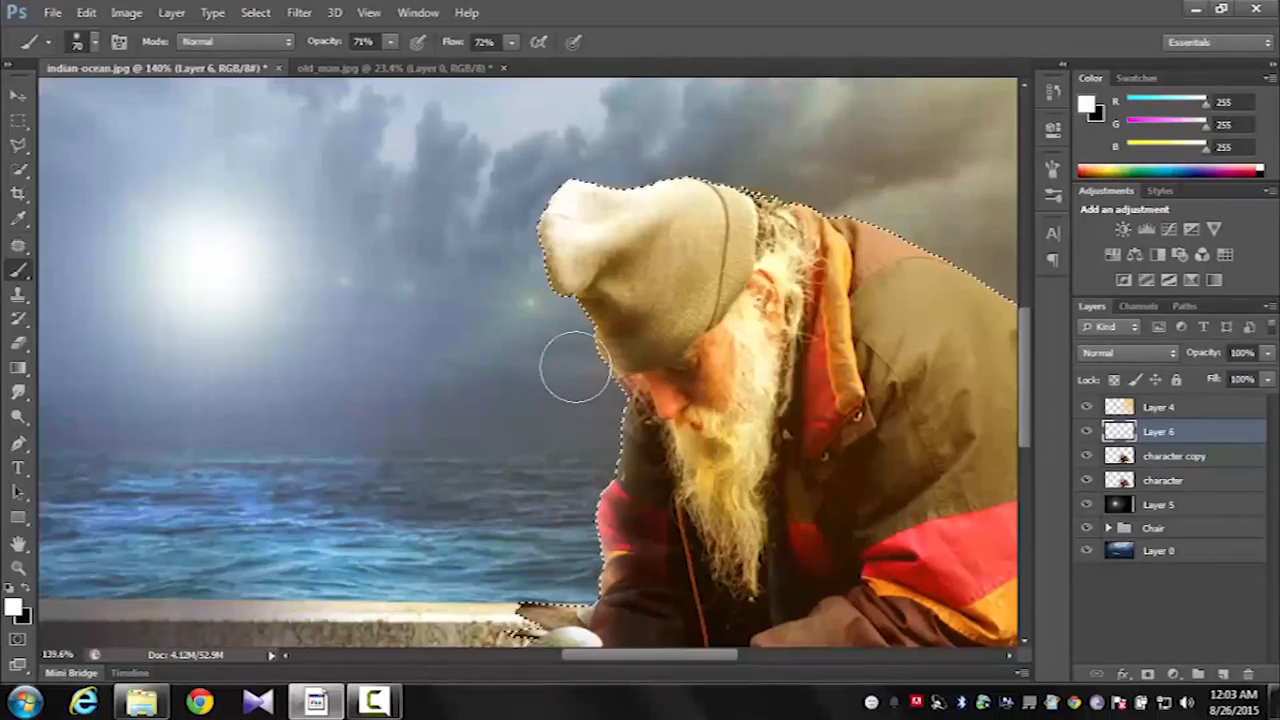 Ps File Edit Image Layer Type Select Filter 3D View Window Help
70 Mode: Normal Opacity: 71% Flow: 72% Essentials
indian-ocean.jpg @ 140% (Layer 6, RGB/8#) * × old_man.jpg @ 23.4% (Layer 0, RGB/8) * ×
Color Swatches
R 255
G 255
B 255
Adjustments Styles
Add an adjustment
Layers Channels Paths
Kind
Normal Opacity: 100%
Lock: Fill: 100%
Layer 4
Layer 6
character copy
character
Layer 5
Chair
Layer 0
139.6% Doc: 4.12M/52.9M
Mini Bridge Timeline
12:03 AM
8/26/2015